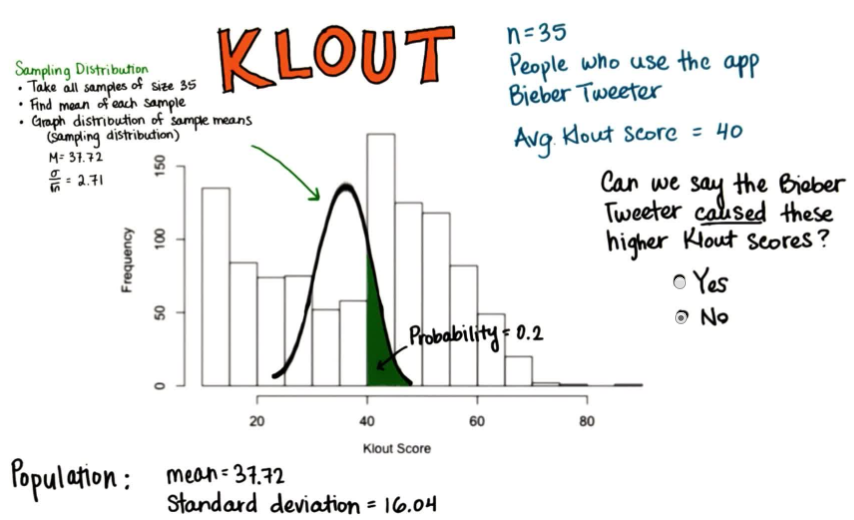 KLOUT
Sampling Distribution
• Take all samples of size 35
• Find mean of each sample
• Graph distribution of sample means
(sampling distribution)
M = 37.72
σ/√n = 2.71
n=35
People who use the app
Bieber Tweeter
Avg. Klout score = 40
Can we say the Bieber
Tweeter caused these
higher Klout scores?
Yes
No
Frequency
150
100
50
0
Probability = 0.2
20 40 60 80
Klout Score
Population: mean = 37.72
Standard deviation = 16.04